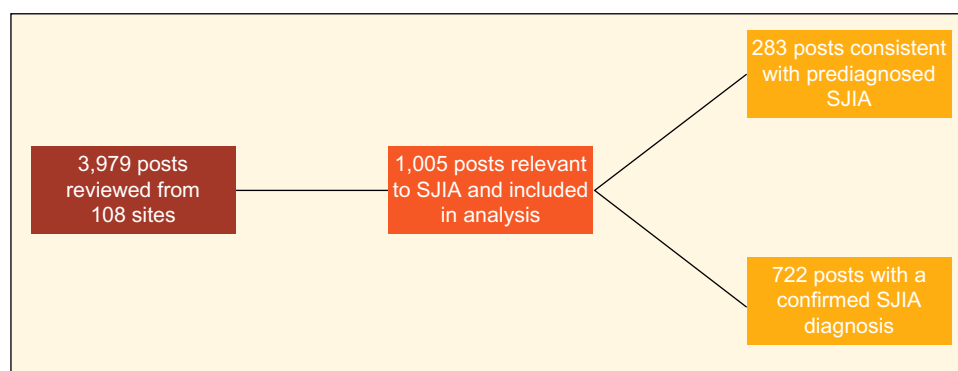 3,979 posts
reviewed from
108 sites
1,005 posts relevant
to SJIA and included
in analysis
283 posts consistent
with prediagnosed
SJIA
722 posts with a
confirmed SJIA
diagnosis